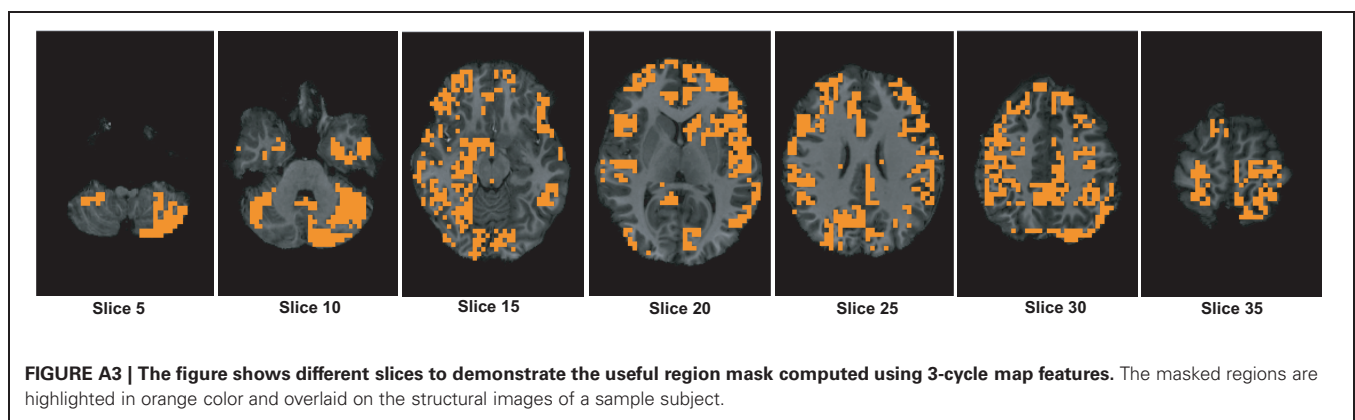 Slice 5 Slice 10 Slice 15 Slice 20 Slice 25 Slice 30 Slice 35
FIGURE A3 | The figure shows different slices to demonstrate the useful region mask computed using 3-cycle map features. The masked regions are
highlighted in orange color and overlaid on the structural images of a sample subject.